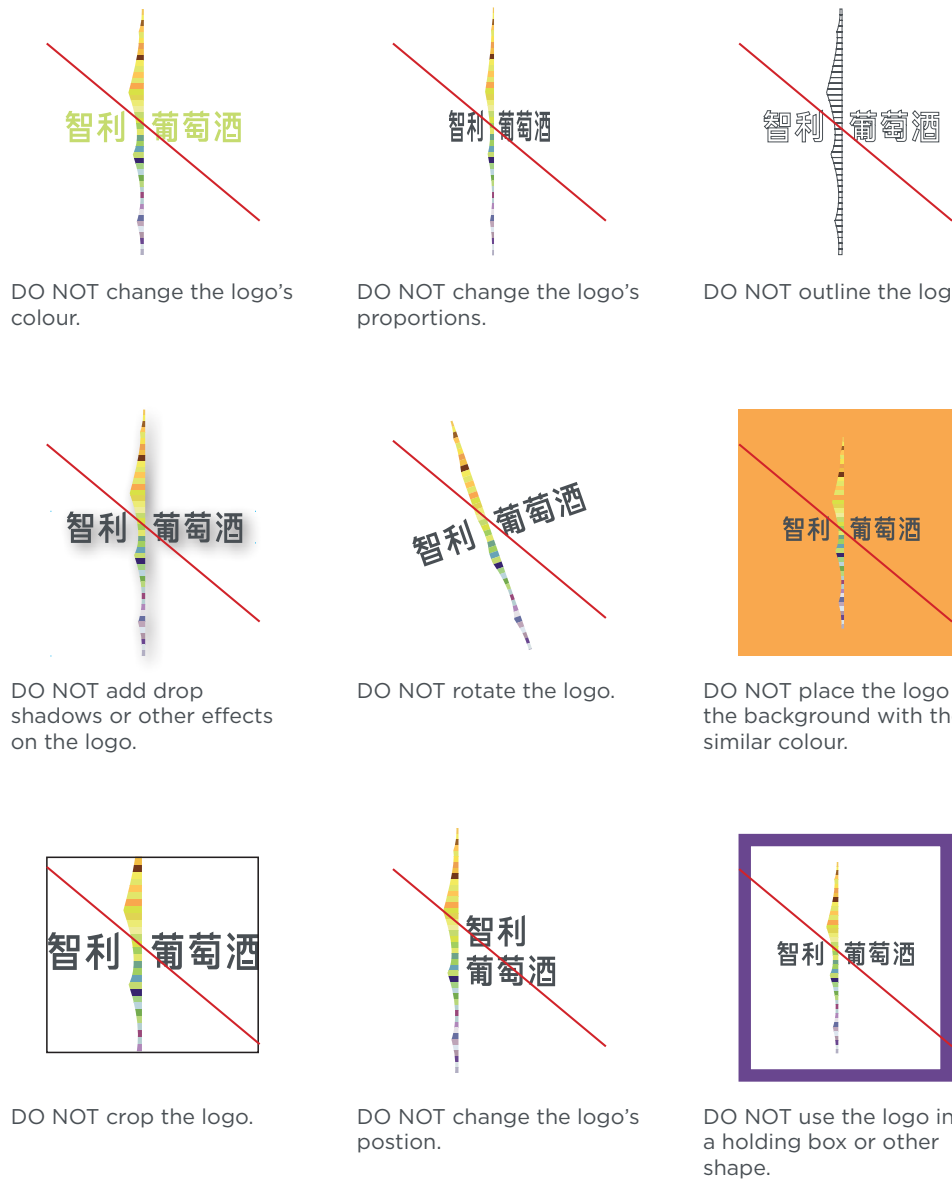 智利 葡萄酒
智利 葡萄酒
智利 葡萄酒
DO NOT change the logo's
colour.
DO NOT change the logo's
proportions.
DO NOT outline the log
智利 葡萄酒
智利 葡萄酒
智利 葡萄酒
DO NOT add drop
shadows or other effects
on the logo.
DO NOT rotate the logo.
DO NOT place the logo
the background with th
similar colour.
智利 葡萄酒
智利
葡萄酒
智利 葡萄酒
DO NOT crop the logo.
DO NOT change the logo's
postion.
DO NOT use the logo in
a holding box or other
shape.